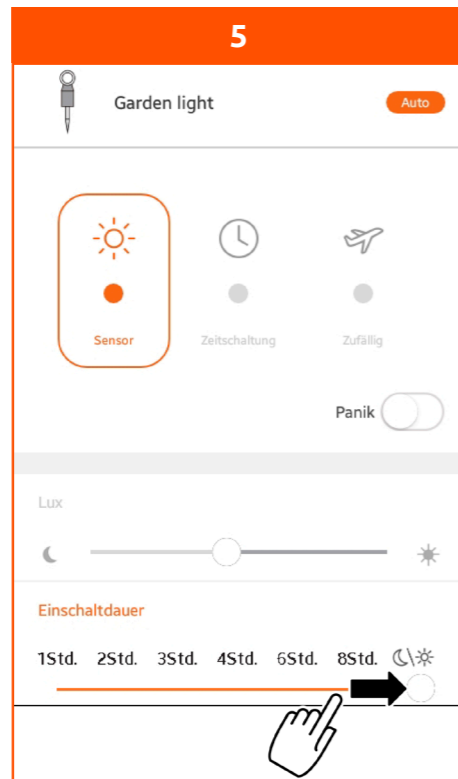 5
Garden light Auto
Sensor Zeitschaltung Zufällig
Panik
Lux
Einschaltdauer
1Std. 2Std. 3Std. 4Std. 6Std. 8Std.